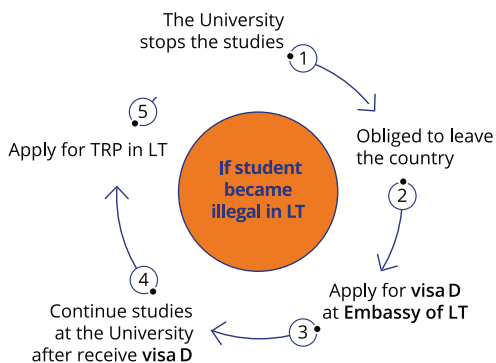 The University
stops the studies
1
Obliged to leave
the country
2
Apply for visa D
at Embassy of LT
3
Continue studies
at the University
after receive visa D
4
Apply for TRP in LT
5
If student
became
illegal in LT